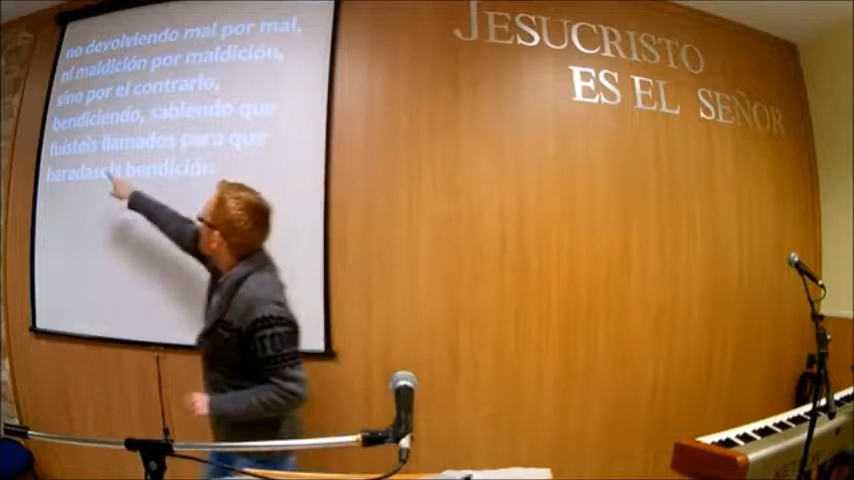 no devolviendo mal por mal,
ni maldición por maldición,
sino por el contrario,
bendiciendo, sabiendo que
fuisteis llamados para que
heredaseis bendición.
JESUCRISTO
ES EL SEÑOR